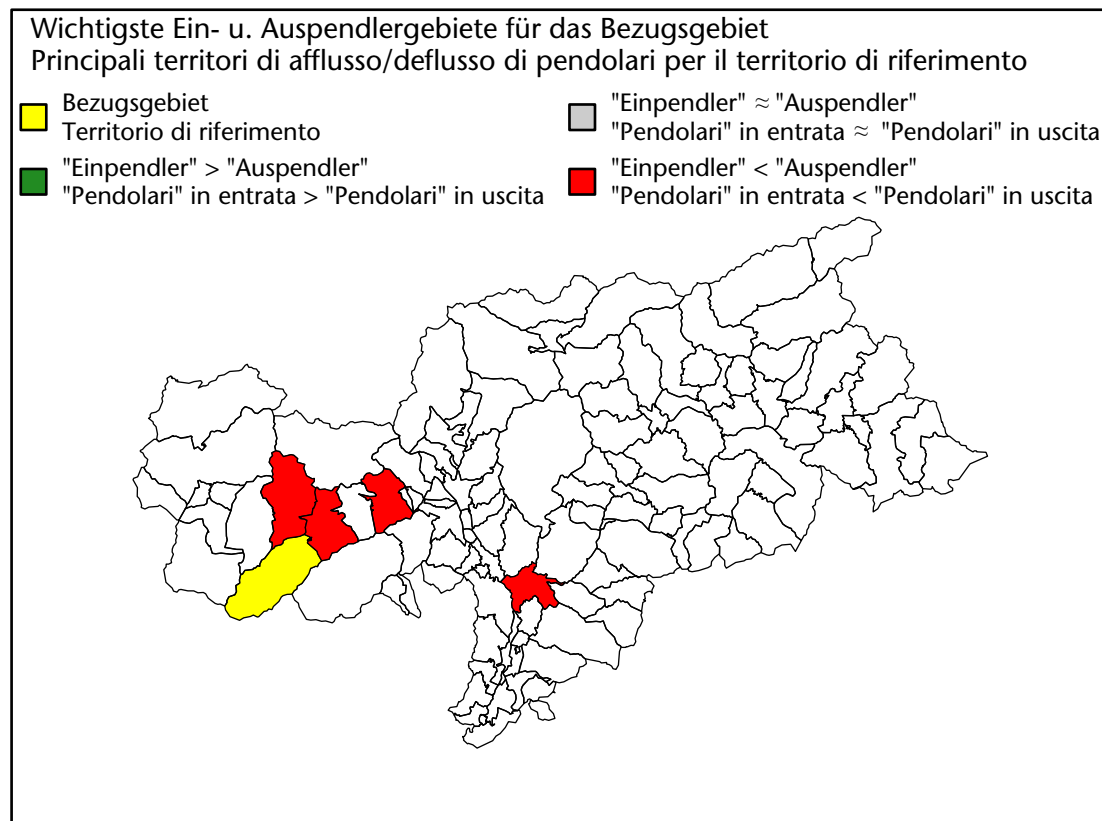 Wichtigste Ein- u. Auspendlergebiete für das Bezugsgebiet
Principali territori di afflusso/deflusso di pendolari per il territorio di riferimento
Bezugsgebiet
Territorio di riferimento
"Einpendler" > "Auspendler"
"Pendolari" in entrata > "Pendolari" in uscita
"Einpendler" ≈ "Auspendler"
"Pendolari" in entrata ≈ "Pendolari" in uscita
"Einpendler" < "Auspendler"
"Pendolari" in entrata < "Pendolari" in uscita